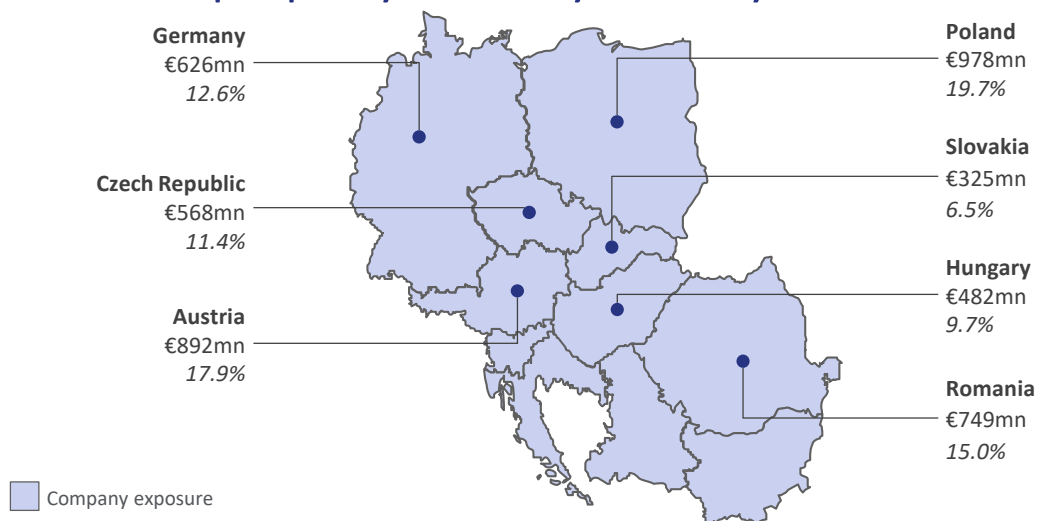 Germany
€626mn
12.6%
Czech Republic
€568mn
11.4%
Austria
€892mn
17.9%
Poland
€978mn
19.7%
Slovakia
€325mn
6.5%
Hungary
€482mn
9.7%
Romania
€749mn
15.0%
Company exposure